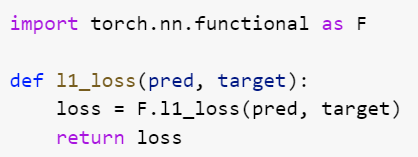 import torch.nn.functional as F
def l1_loss(pred, target):
    loss = F.l1_loss(pred, target)
    return loss